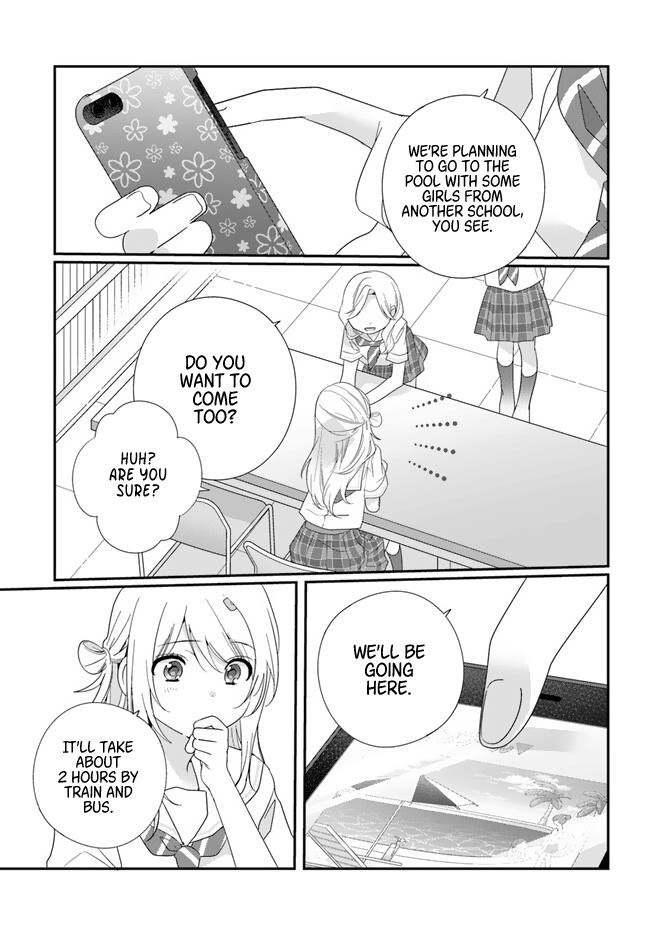 WE'RE PLANNING
TO GO TO THE
POOL WITH SOME
GIRLS FROM
ANOTHER SCHOOL,
YOU SEE.
DO YOU
WANT TO
COME
TOO?
HUH?
ARE YOU
SURE?
WE'LL BE
GOING
HERE.
IT'LL TAKE
ABOUT
2 HOURS BY
TRAIN AND
BUS.